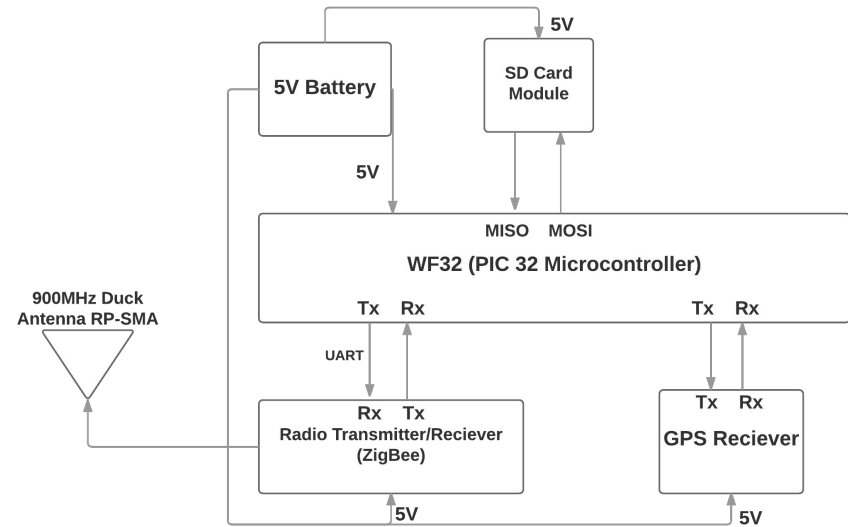 5V
5V Battery
SD Card
Module
5V
MISO MOSI
WF32 (PIC 32 Microcontroller)
900MHz Duck
Antenna RP-SMA
Tx Rx
Tx Rx
UART
Rx Tx
Radio Transmitter/Reciever
(ZigBee)
Tx Rx
GPS Reciever
5V
5V